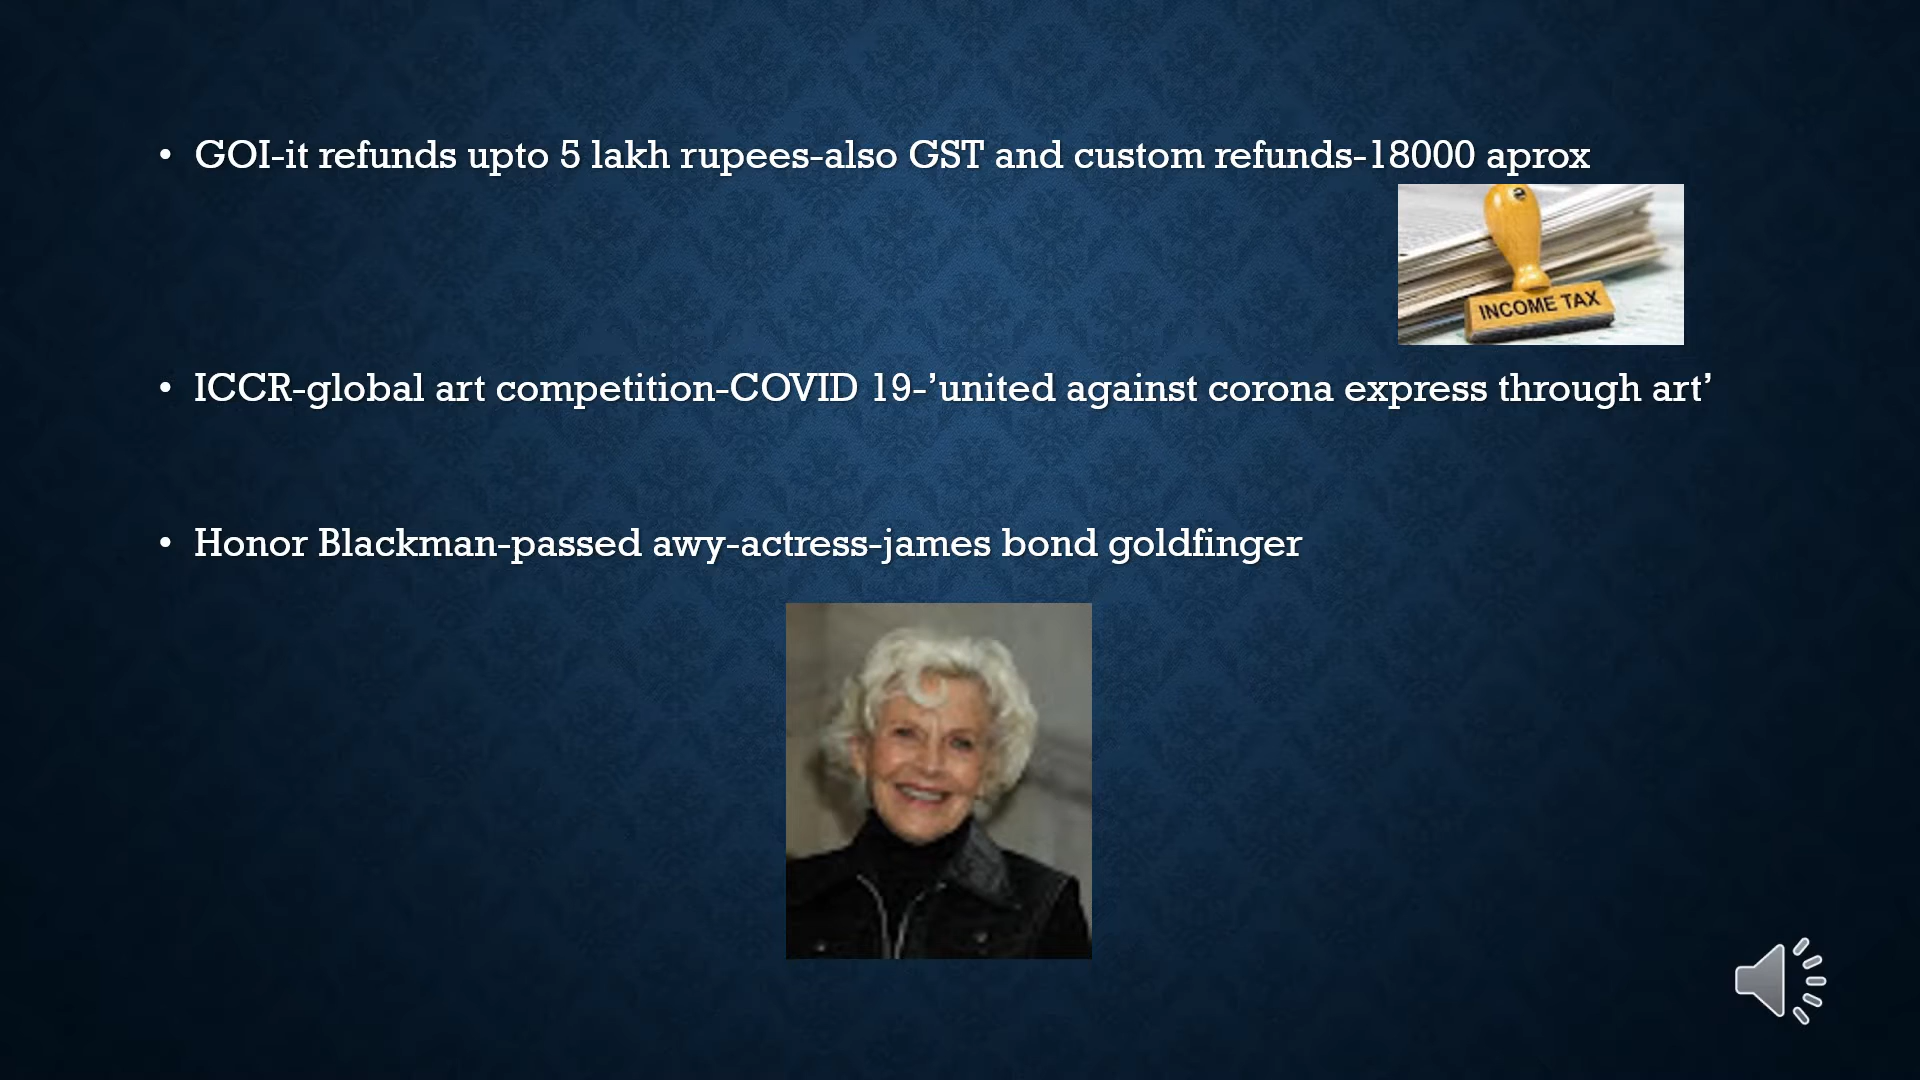 • GOI-it refunds upto 5 lakh rupees-also GST and custom refunds-18000 aprox
INCOME TAX
• ICCR-global art competition-COVID 19-’united against corona express through art’
• Honor Blackman-passed awy-actress-james bond goldfinger